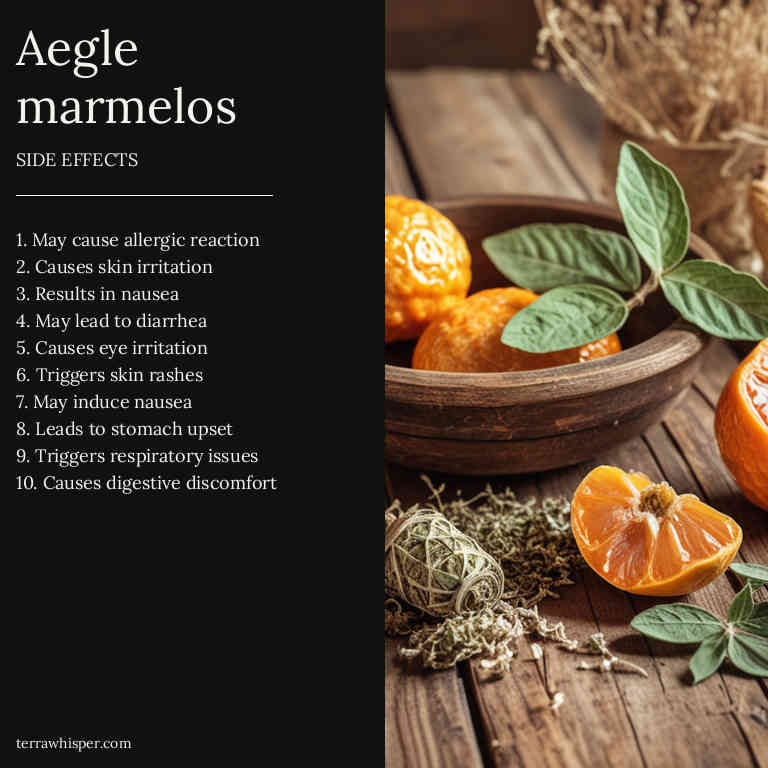 Aegle
marmelos
SIDE EFFECTS
1. May cause allergic reaction
2. Causes skin irritation
3. Results in nausea
4. May lead to diarrhea
5. Causes eye irritation
6. Triggers skin rashes
7. May induce nausea
8. Leads to stomach upset
9. Triggers respiratory issues
10. Causes digestive discomfort
terrawhisper.com